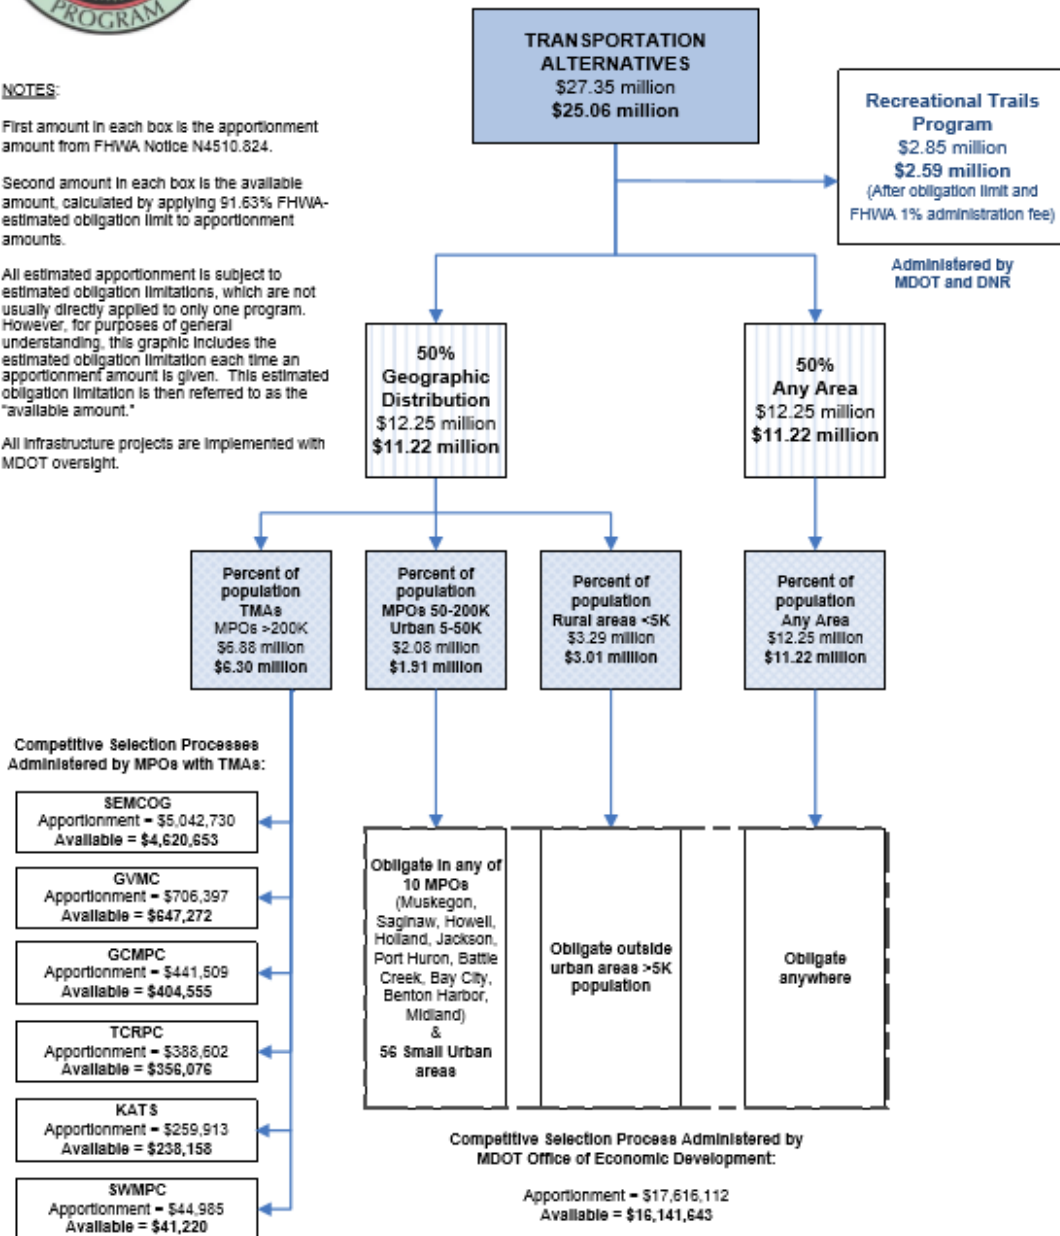 PROGRAM
NOTES:
First amount in each box is the apportionment
amount from FHWA Notice N4510.824.
Second amount in each box is the available
amount, calculated by applying 91.63% FHWA-
estimated obligation limit to apportionment
amounts.
All estimated apportionment is subject to
estimated obligation limitations, which are not
usually directly applied to only one program.
However, for purposes of general
understanding, this graphic includes the
estimated obligation limitation each time an
apportionment amount is given. This estimated
obligation limitation is then referred to as the
"available amount."
All infrastructure projects are implemented with
MDOT oversight.
TRANSPORTATION
ALTERNATIVES
$27.35 million
$25.06 million
Recreational Trails
Program
$2.85 million
$2.59 million
(After obligation limit and
FHWA 1% administration fee)
Administered by
MDOT and DNR
50%
Geographic
Distribution
$12.25 million
$11.22 million
50%
Any Area
$12.25 million
$11.22 million
Percent of
population
TMAs
MPOs >200K
$6.88 million
$6.30 million
Percent of
population
MPOs 50-200K
Urban 5-50K
$2.08 million
$1.91 million
Percent of
population
Rural areas <5K
$3.29 million
$3.01 million
Percent of
population
Any Area
$12.25 million
$11.22 million
Competitive Selection Processes
Administered by MPOs with TMAs:
SEMCOG
Apportionment = $5,042,730
Available = $4,620,653
GVMC
Apportionment = $706,397
Available = $647,272
GCMPC
Apportionment = $441,509
Available = $404,555
TCRPC
Apportionment = $388,602
Available = $356,076
KATS
Apportionment = $259,913
Available = $238,158
SWMPC
Apportionment = $44,985
Available = $41,220
Obligate in any of
10 MPOs
(Muskegon,
Saginaw, Howell,
Holland, Jackson,
Port Huron, Battle
Creek, Bay City,
Benton Harbor,
Midland)
&
56 Small Urban
areas
Obligate outside
urban areas >5K
population
Obligate
anywhere
Competitive Selection Process Administered by
MDOT Office of Economic Development:
Apportionment = $17,616,112
Available = $16,141,643